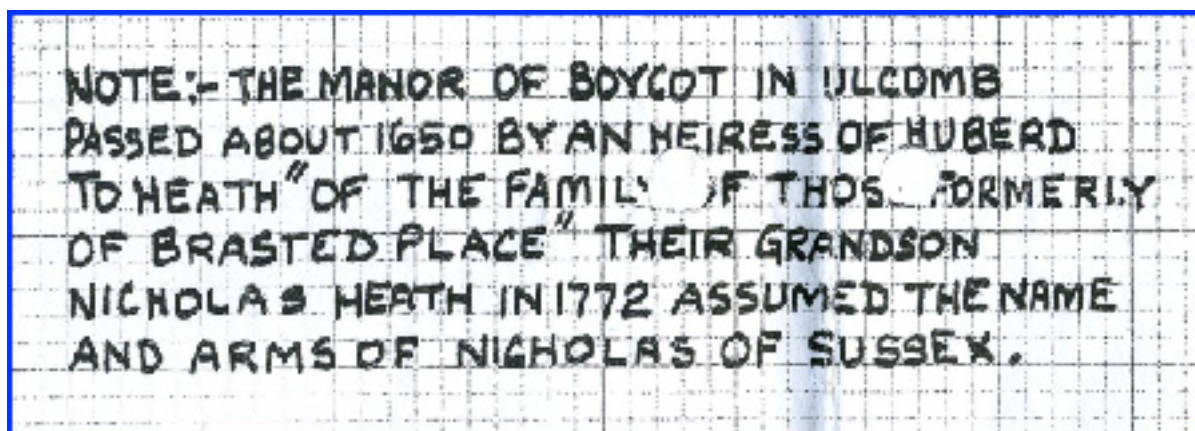 NOTE:- THE MANOR OF BOYCOT IN ULCOMB
PASSED ABOUT 1650 BY AN HEIRESS OF HUBERD
TO HEATH "OF THE FAMILY OF THOSE FORMERLY
OF BRASTED PLACE" THEIR GRANDSON
NICHOLAS HEATH IN 1772 ASSUMED THE NAME
AND ARMS OF NICHOLAS OF SUSSEX.